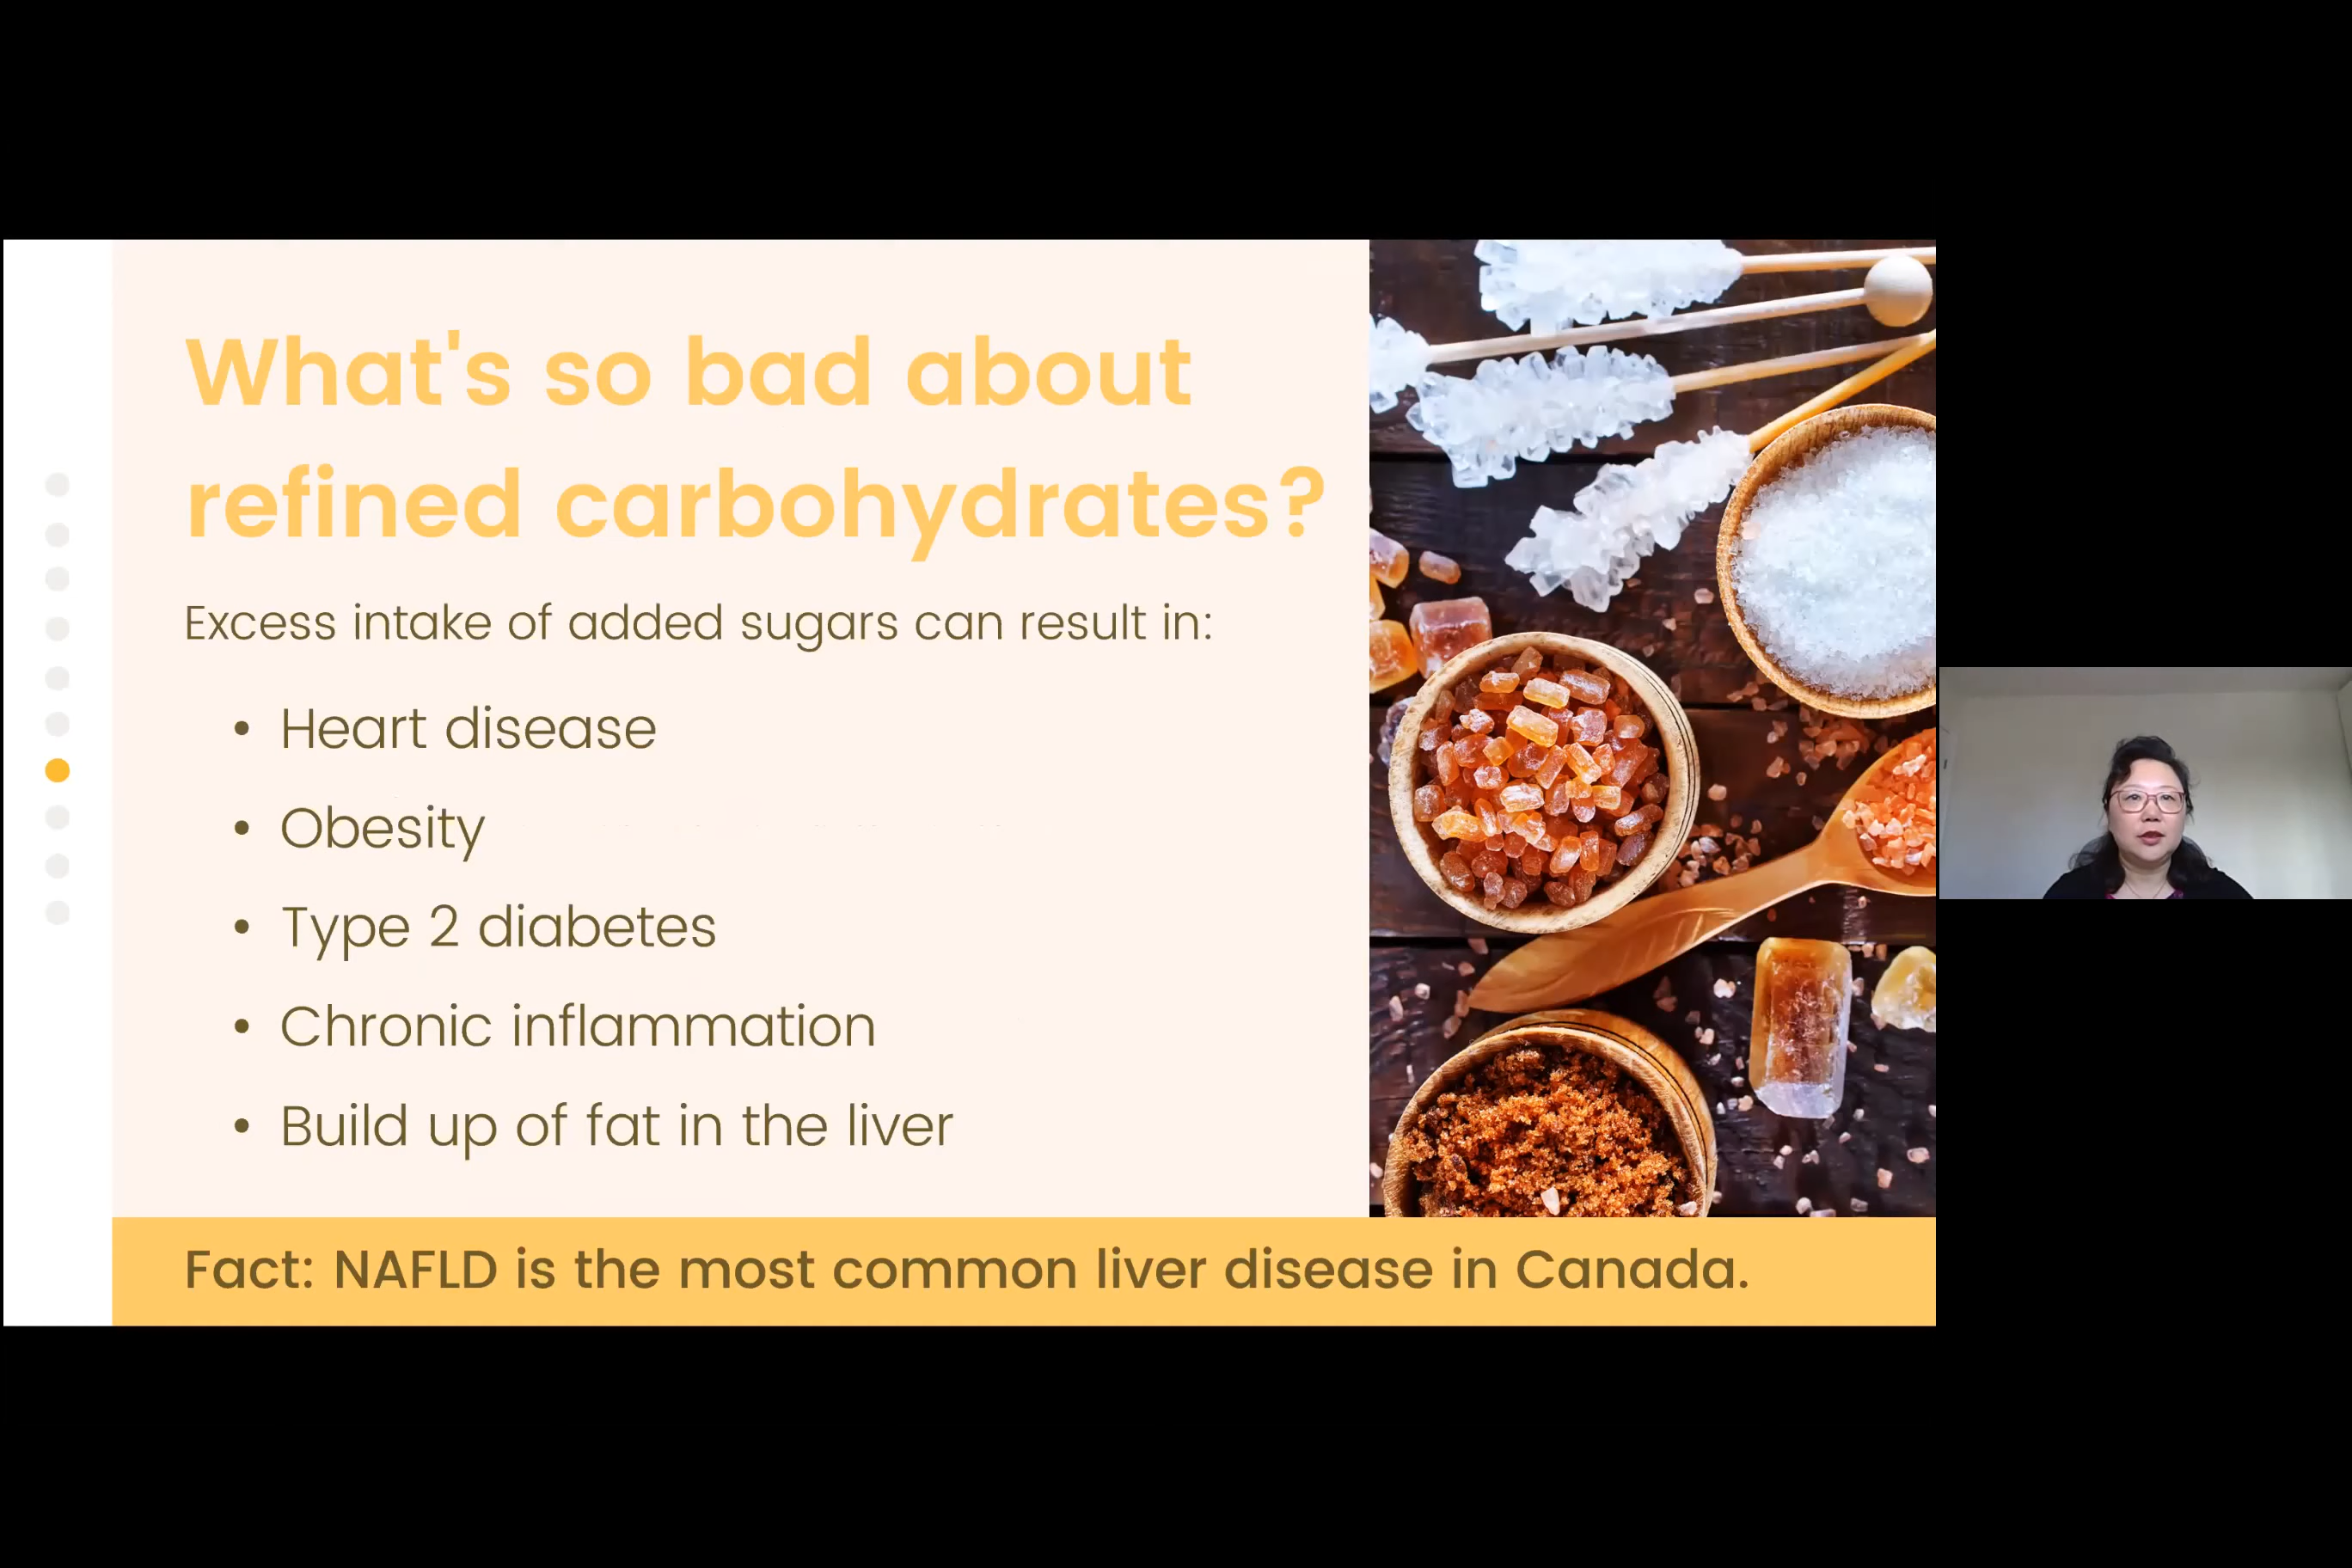 What's so bad about
refined carbohydrates?
Excess intake of added sugars can result in:
• Heart disease
• Obesity
• Type 2 diabetes
• Chronic inflammation
• Build up of fat in the liver
Fact: NAFLD is the most common liver disease in Canada.